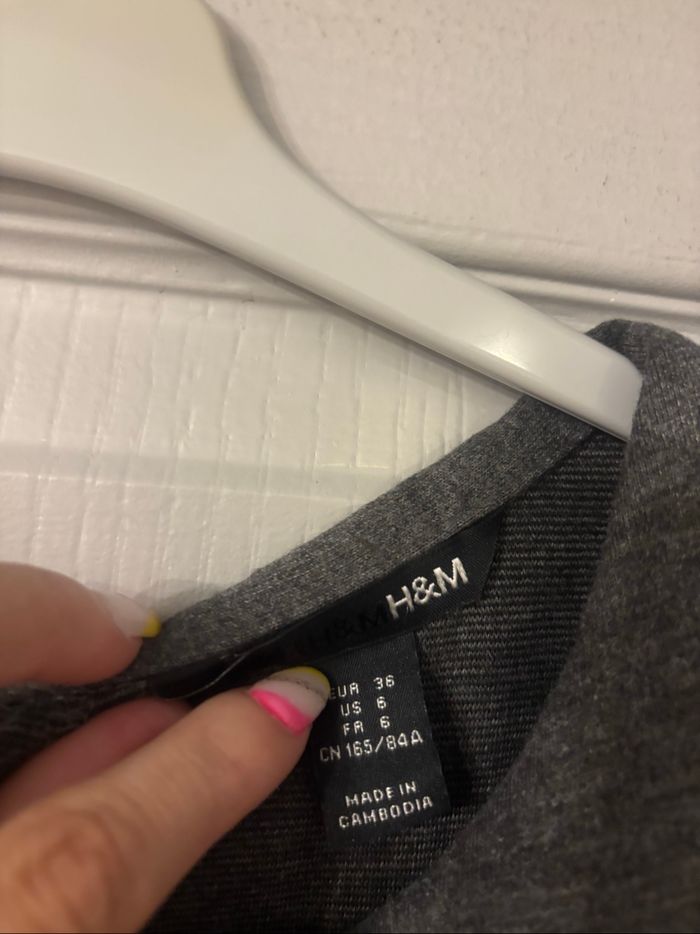 H&M H&M
EUR 36
US 6
FR 6
CN 165/84A
MADE IN
CAMBODIA